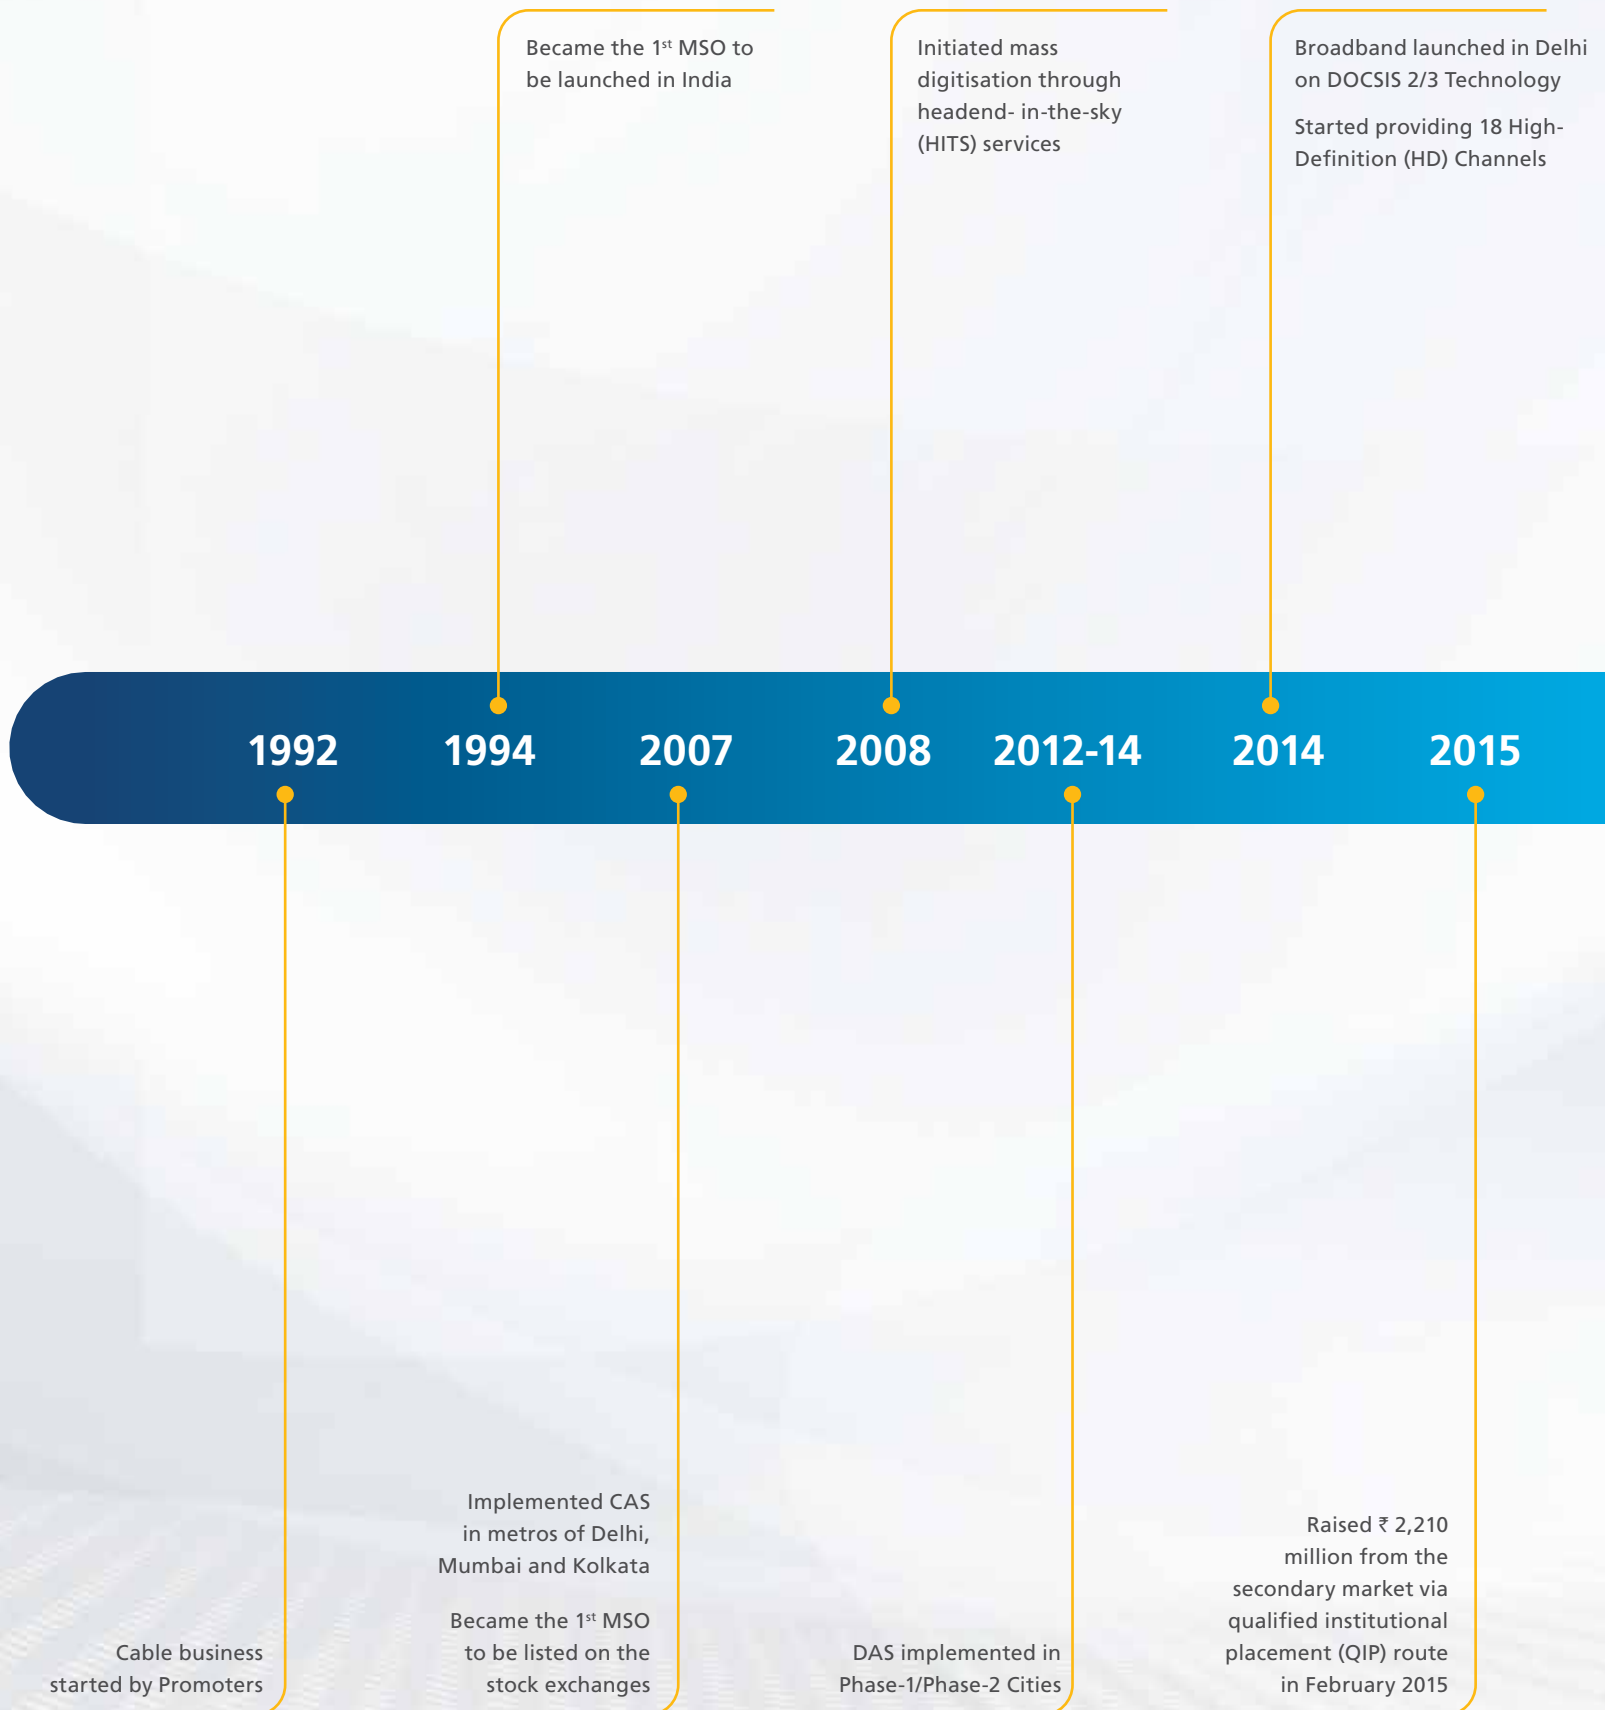 Became the 1st MSO to
be launched in India
Initiated mass
digitisation through
headend- in-the-sky
(HITS) services
Broadband launched in Delhi
on DOCSIS 2/3 Technology
Started providing 18 High-
Definition (HD) Channels
1992
1994
2007
2008
2012-14
2014
2015
Cable business
started by Promoters
Implemented CAS
in metros of Delhi,
Mumbai and Kolkata
Became the 1st MSO
to be listed on the
stock exchanges
DAS implemented in
Phase-1/Phase-2 Cities
Raised ₹ 2,210
million from the
secondary market via
qualified institutional
placement (QIP) route
in February 2015